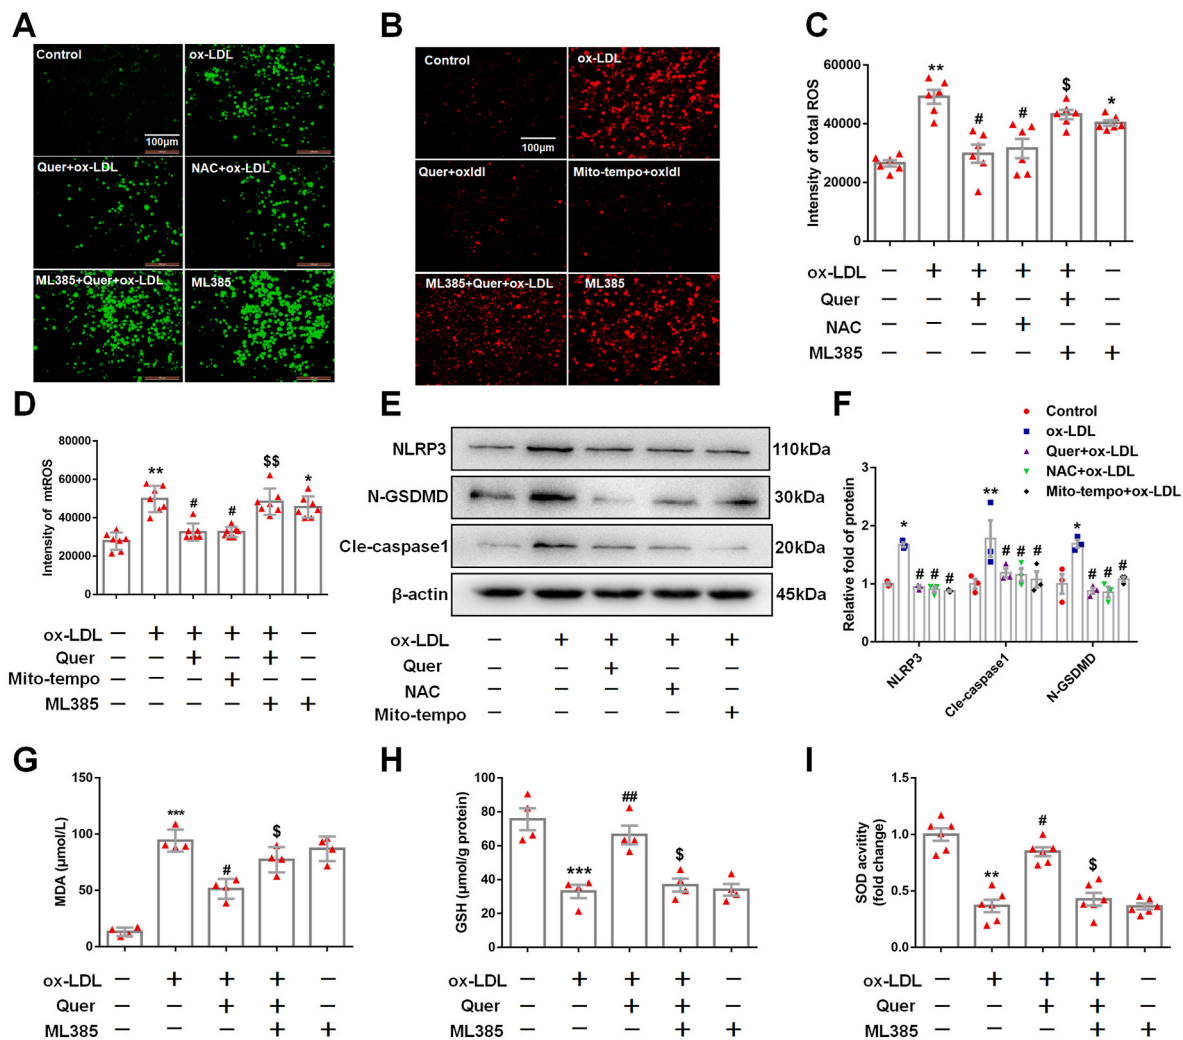 A
Control
ox-LDL
100μm
Quer+ox-LDL
NAC+ox-LDL
ML385+Quer+ox-LDL
ML385
B
Control
ox-LDL
100μm
Quer+oxldl
Mito-tempo+oxldl
ML385+Quer+ox-LDL
ML385
C
Intensity of total ROS
60000
40000
20000
0
** # # $ *
ox-LDL − + + + + −
Quer − − + − + −
NAC − − − + − −
ML385 − − − − + +
D
Intensity of mtROS
80000
60000
40000
20000
0
** # # $$ *
ox-LDL − + + + + −
Quer − − + − + −
Mito-tempo − − − + − −
ML385 − − − − + +
E
NLRP3 110kDa
N-GSDMD 30kDa
Cle-caspase1 20kDa
β-actin 45kDa
ox-LDL − + + + +
Quer − − + − −
NAC − − − + −
Mito-tempo − − − − +
F
Control
ox-LDL
Quer+ox-LDL
NAC+ox-LDL
Mito-tempo+ox-LDL
Relative fold of protein
3
2
1
0
* # # # ** # # # * # # #
NLRP3
Cle-caspase1
N-GSDMD
G
MDA (μmol/L)
150
100
50
0
*** # $
ox-LDL − + + + −
Quer − − + + −
ML385 − − − + +
H
GSH (μmol/g protein)
100
80
60
40
20
0
*** ## $
ox-LDL − + + + −
Quer − − + + −
ML385 − − − + +
I
SOD acvitity
(fold change)
1.5
1.0
0.5
0.0
** # $
ox-LDL − + + + −
Quer − − + + −
ML385 − − − + +